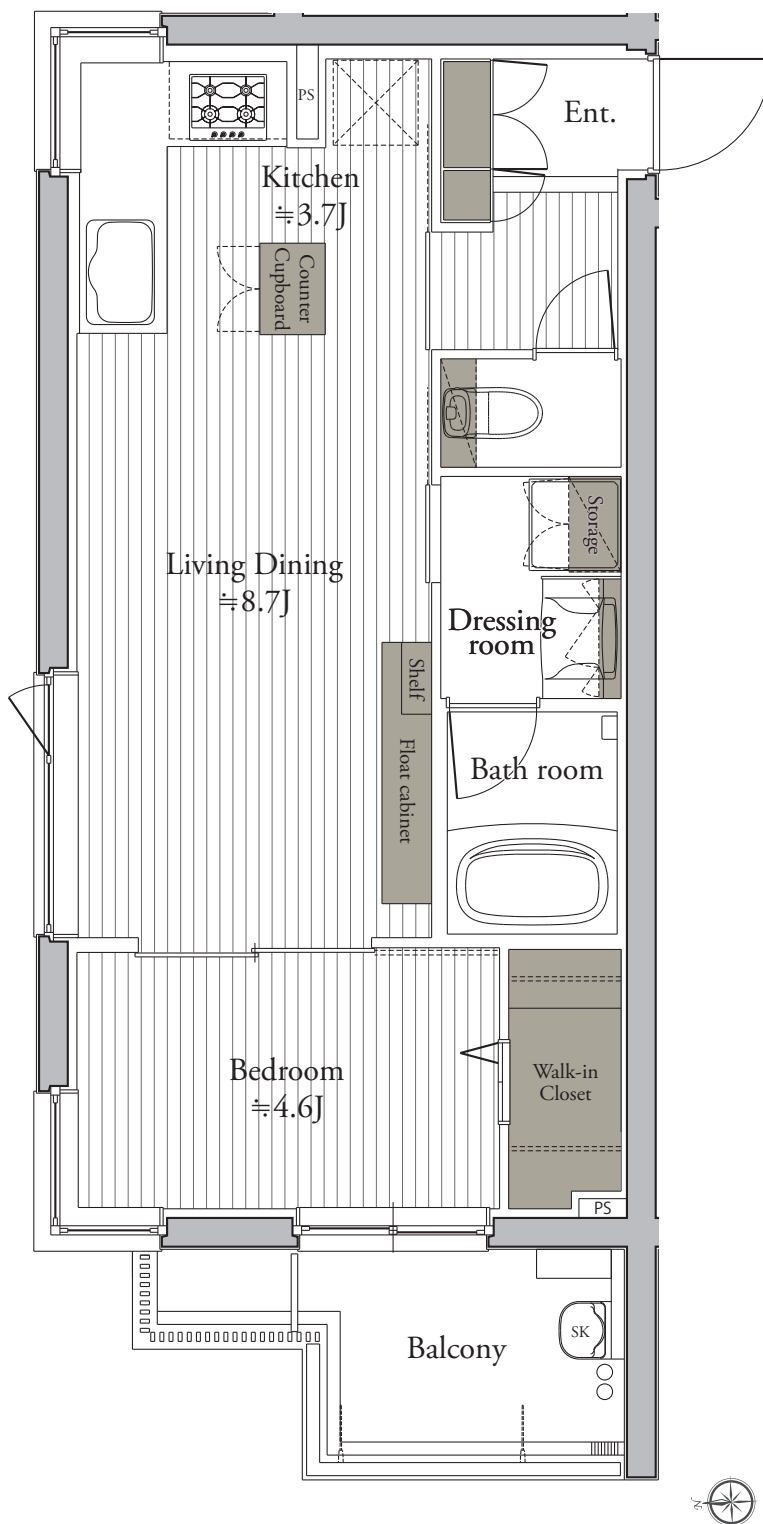 PS
Ent.
Kitchen
≒3.7J
Counter
Cupboard
Storage
Living Dining
≒8.7J
Dressing
room
Shelf
Float cabinet
Bath room
Bedroom
≒4.6J
Walk-in
Closet
PS
SK
Balcony
N